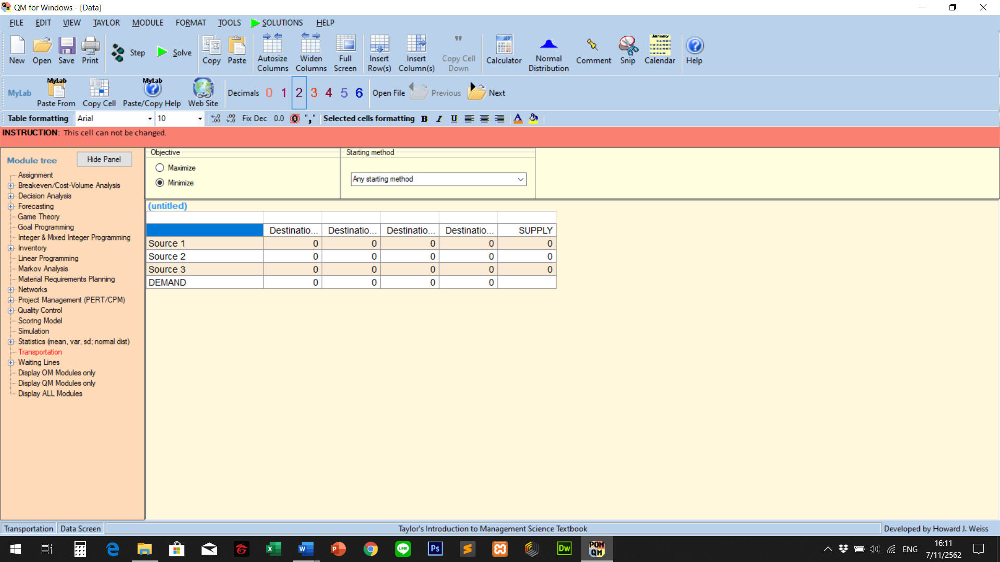 QM for Windows - [Data]
FILE EDIT VIEW TAYLOR MODULE FORMAT TOOLS SOLUTIONS HELP
New Open Save Print Step Solve Copy Paste Autosize Columns Widen Columns Full Screen Insert Row(s) Insert Column(s) Copy Cell Down Calculator Normal Distribution Comment Snip January Calendar Help
MyLab MyLab Paste From Copy Cell MyLab Paste/Copy Help Web Site Decimals 0 1 2 3 4 5 6 Open File Previous Next
Table formatting Arial 10 Fix Dec 0.0 "," Selected cells formatting B I U A
INSTRUCTION: This cell can not be changed.
Module tree Hide Panel
Assignment
Breakeven/Cost-Volume Analysis
Decision Analysis
Forecasting
Game Theory
Goal Programming
Integer & Mixed Integer Programming
Inventory
Linear Programming
Markov Analysis
Material Requirements Planning
Networks
Project Management (PERT/CPM)
Quality Control
Scoring Model
Simulation
Statistics (mean, var, sd; normal dist)
Transportation
Waiting Lines
Display OM Modules only
Display QM Modules only
Display ALL Modules
Objective
Maximize
Minimize
Starting method
Any starting method
(untitled)
Destinatio... Destinatio... Destinatio... Destinatio... SUPPLY
Source 1 0 0 0 0 0
Source 2 0 0 0 0 0
Source 3 0 0 0 0 0
DEMAND 0 0 0 0
Transportation Data Screen Taylor's Introduction to Management Science Textbook Developed by Howard J. Weiss
LINE Ps Dw POM QM ENG 16:11
7/11/2562